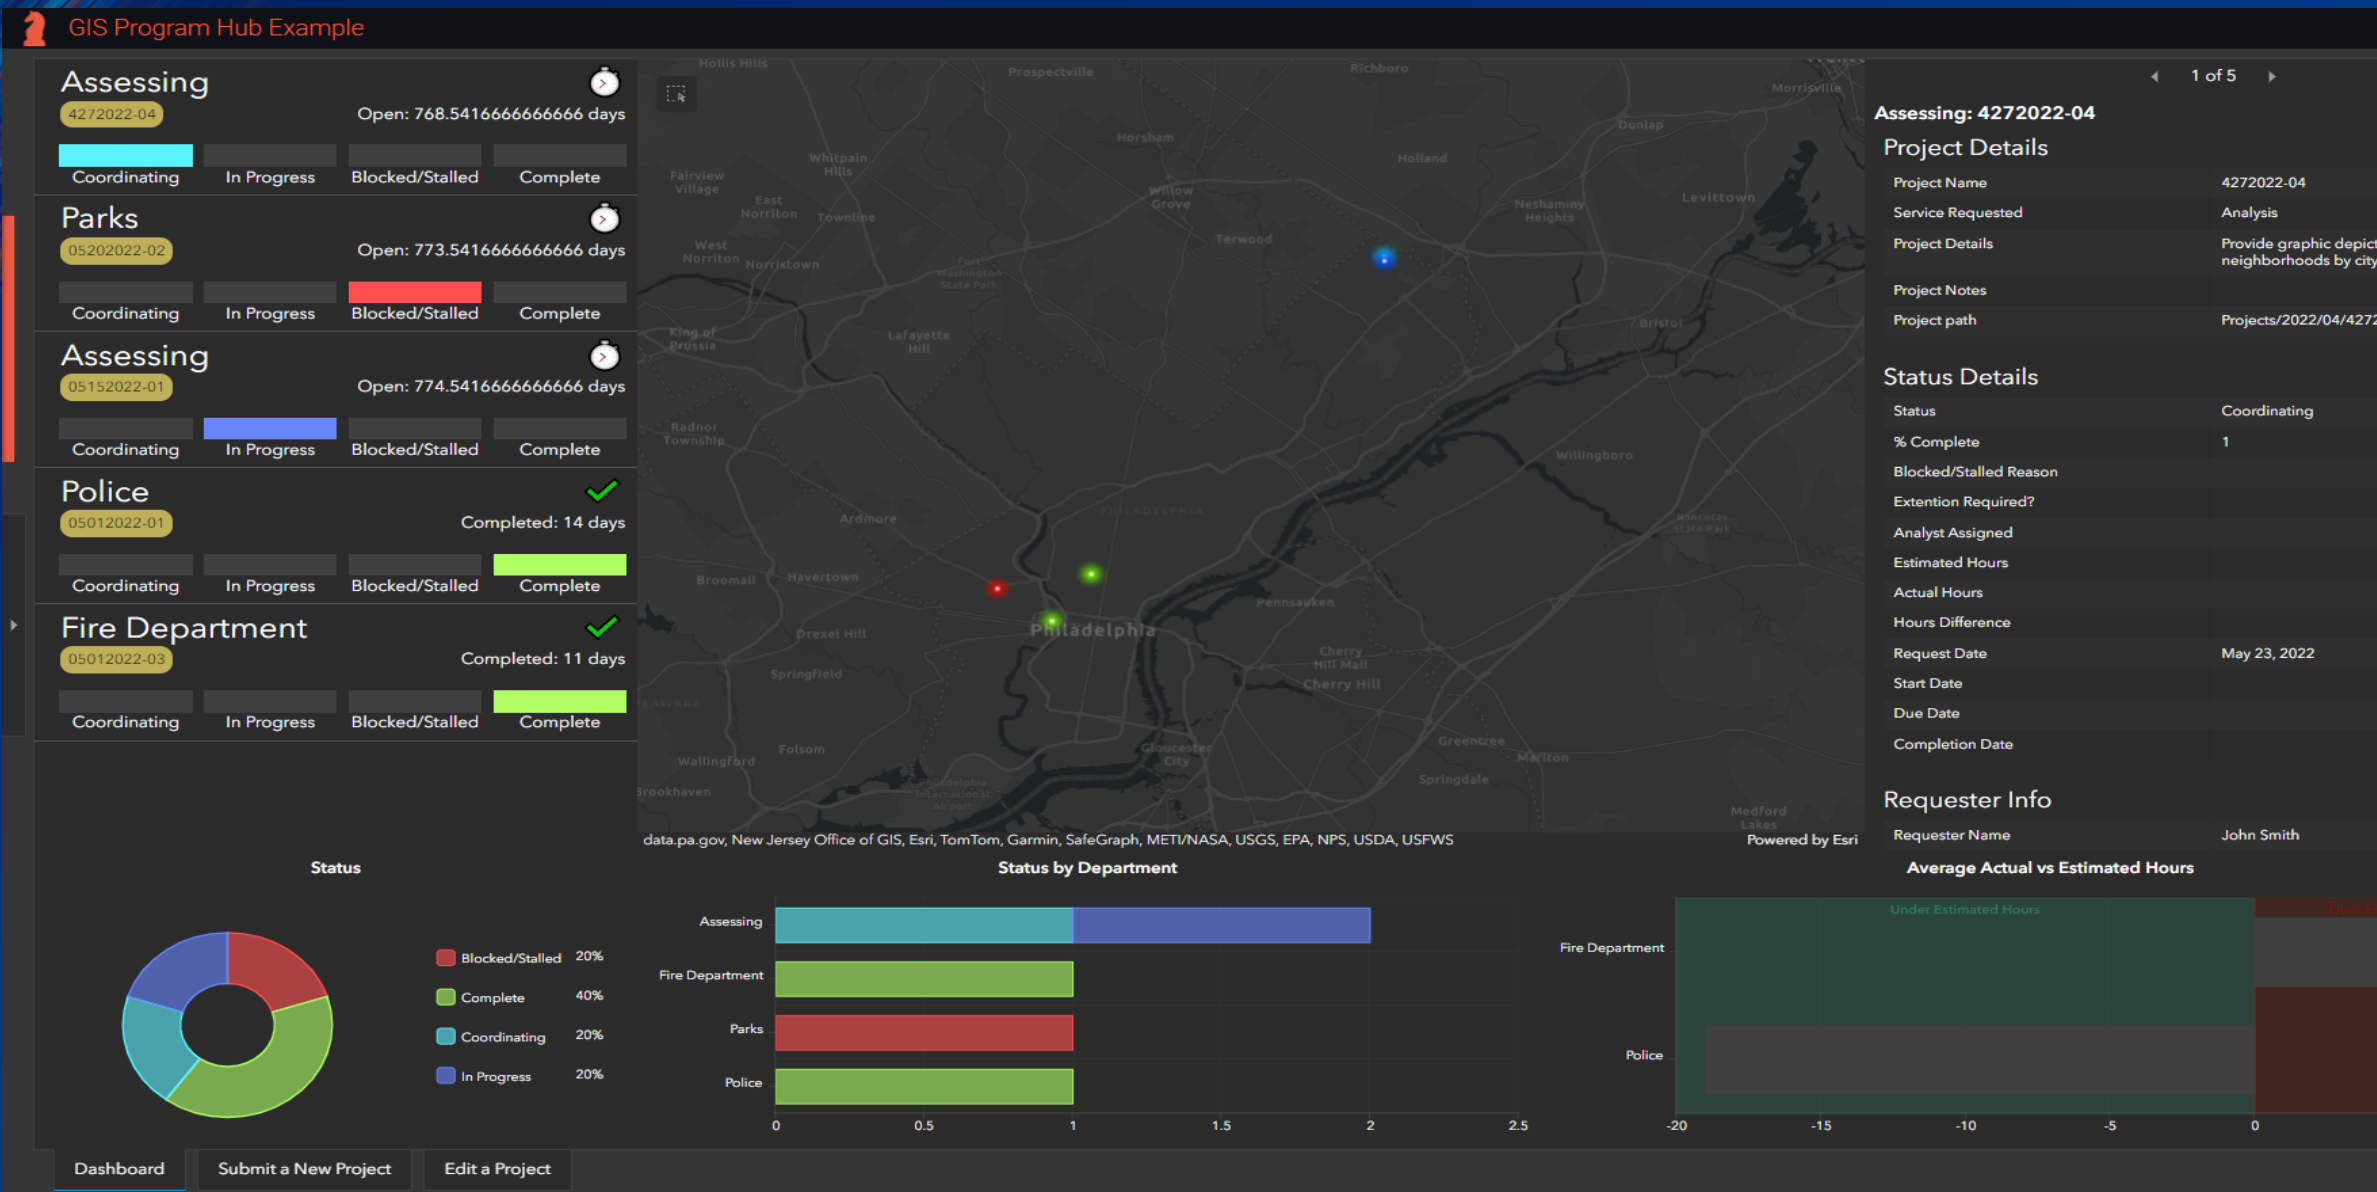 GIS Program Hub Example
Assessing
4272022-04
Open: 768.5416666666666 days
Coordinating In Progress Blocked/Stalled Complete
Parks
05202022-02
Open: 773.5416666666666 days
Coordinating In Progress Blocked/Stalled Complete
Assessing
05152022-01
Open: 774.5416666666666 days
Coordinating In Progress Blocked/Stalled Complete
Police
05012022-01
Completed: 14 days
Coordinating In Progress Blocked/Stalled Complete
Fire Department
05012022-03
Completed: 11 days
Coordinating In Progress Blocked/Stalled Complete
Hollis Hills
Prospectville
Richboro
Morrisville
Dunlap
Horsham
Whitpain
Hills
Holland
Fairview
Village
East
Norriton
Townline
Willow
Grove
Neshaminy
Heights
Levittown
West
Norriton
Norristown
Terwood
Fort
Washington
State Park
King of
Prussia
Lafayette
Hill
Bristol
Radnor
Township
Willingboro
Ardmore
PHILADELPHIA
Rancocas
State Park
Broomall
Havertown
Pennsauken
Drexel Hill
Philadelphia
Springfield
Cherry
Hill Mall
Cherry Hill
Folsom
Wallingford
Gloucester
City
Greentree
Marlton
Springdale
Philadelphia
International
Airport
Brookhaven
Medford
Lakes
data.pa.gov, New Jersey Office of GIS, Esri, TomTom, Garmin, SafeGraph, METI/NASA, USGS, EPA, NPS, USDA, USFWS
Powered by Esri
1 of 5
Assessing: 4272022-04
Project Details
Project Name 4272022-04
Service Requested Analysis
Project Details Provide graphic depict
neighborhoods by city
Project Notes
Project path Projects/2022/04/4272
Status Details
Status Coordinating
% Complete 1
Blocked/Stalled Reason
Extention Required?
Analyst Assigned
Estimated Hours
Actual Hours
Hours Difference
Request Date May 23, 2022
Start Date
Due Date
Completion Date
Requester Info
Requester Name John Smith
Status
Blocked/Stalled 20%
Complete 40%
Coordinating 20%
In Progress 20%
Status by Department
Assessing
Fire Department
Parks
Police
0 0.5 1 1.5 2 2.5
Average Actual vs Estimated Hours
Under Estimated Hours
Fire Department
Police
-20 -15 -10 -5 0
Dashboard Submit a New Project Edit a Project